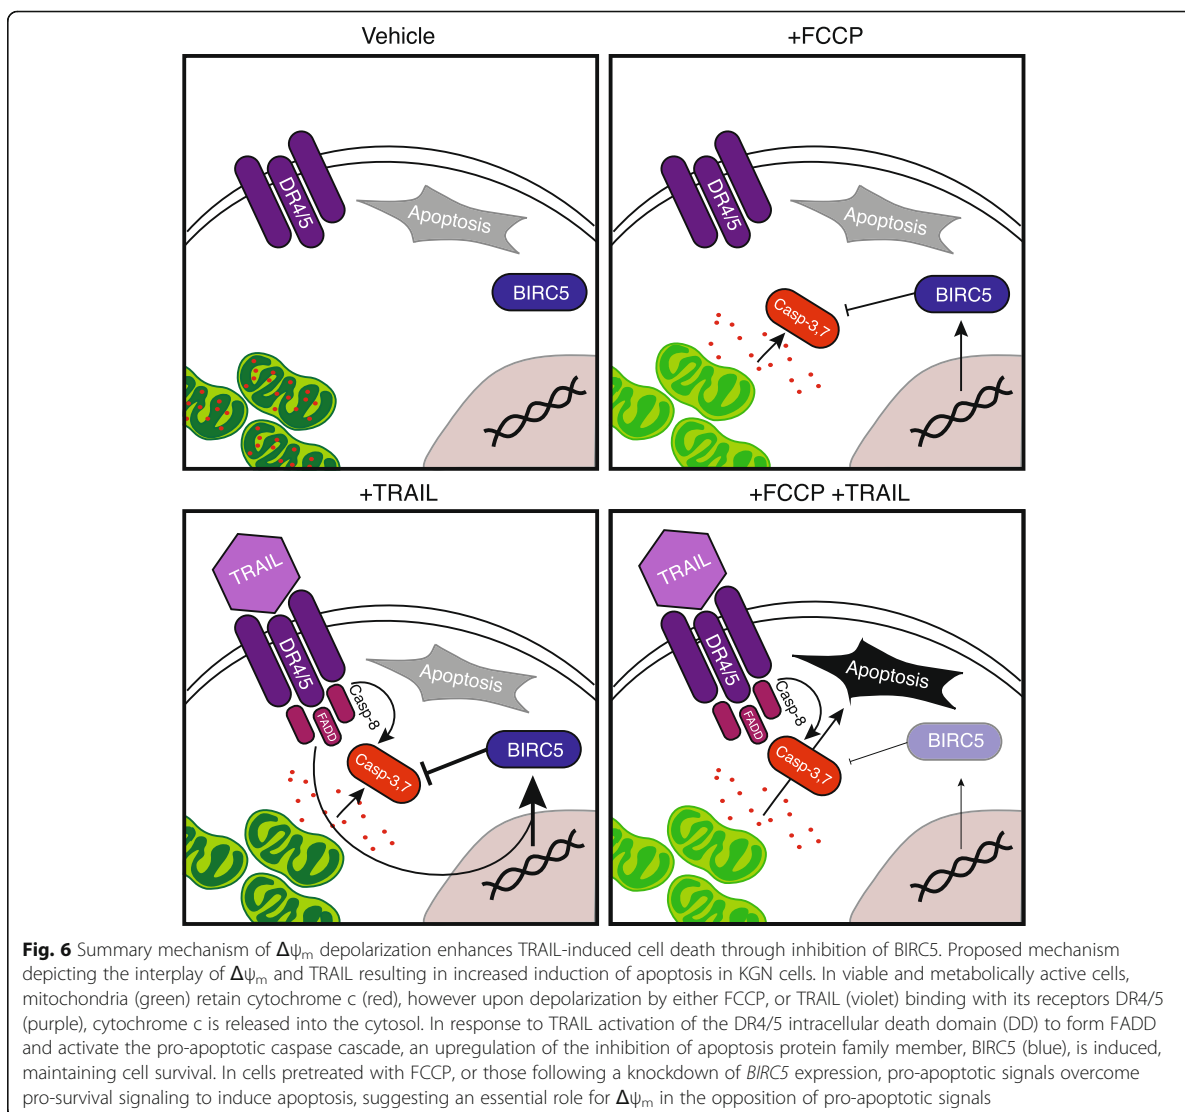 Vehicle
+FCCP
DR4/5
Apoptosis
BIRC5
DR4/5
Apoptosis
Casp-3,7
BIRC5
+TRAIL
+FCCP +TRAIL
TRAIL
DR4/5
Apoptosis
Casp-8
FADD
BIRC5
Casp-3,7
TRAIL
DR4/5
Apoptosis
Casp-8
FADD
BIRC5
Casp-3,7
Fig. 6 Summary mechanism of Δψm depolarization enhances TRAIL-induced cell death through inhibition of BIRC5. Proposed mechanism
depicting the interplay of Δψm and TRAIL resulting in increased induction of apoptosis in KGN cells. In viable and metabolically active cells,
mitochondria (green) retain cytochrome c (red), however upon depolarization by either FCCP, or TRAIL (violet) binding with its receptors DR4/5
(purple), cytochrome c is released into the cytosol. In response to TRAIL activation of the DR4/5 intracellular death domain (DD) to form FADD
and activate the pro-apoptotic caspase cascade, an upregulation of the inhibition of apoptosis protein family member, BIRC5 (blue), is induced,
maintaining cell survival. In cells pretreated with FCCP, or those following a knockdown of BIRC5 expression, pro-apoptotic signals overcome
pro-survival signaling to induce apoptosis, suggesting an essential role for Δψm in the opposition of pro-apoptotic signals